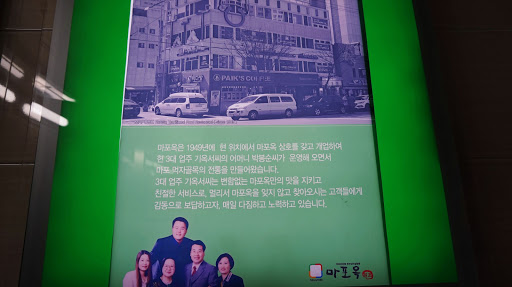 PAIK'S COFFEE
마포옥은 1949년에 현 위치에서 마포옥 상호를 갖고 개업하여
현 3대 업주 기옥서씨의 어머니 박봉순씨가 운영해 오면서
마포 먹자골목의 전통을 만들어왔습니다.
3대 업주 기옥서씨는 변함없는 마포옥만의 맛을 지키고
친절한 서비스로, 멀리서 마포옥을 잊지 않고 찾아오시는 고객들에게
감동으로 보답하고자, 매일 다짐하고 노력하고 있습니다.
마포옥